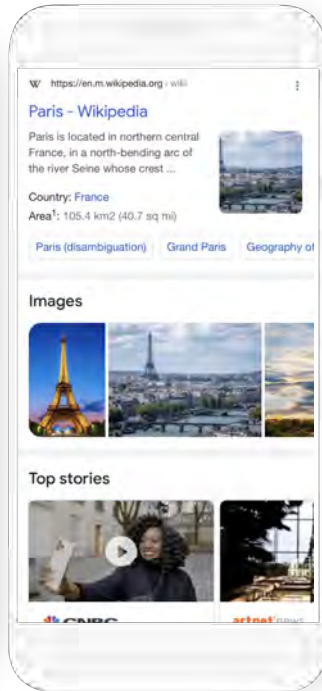 W https://en.m.wikipedia.org › wiki
Paris - Wikipedia
Paris is located in northern central
France, in a north-bending arc of
the river Seine whose crest ...
Country: France
Area¹: 105.4 km2 (40.7 sq mi)
Paris (disambiguation) Grand Paris Geography of
Images
Top stories
CNBC artnet news